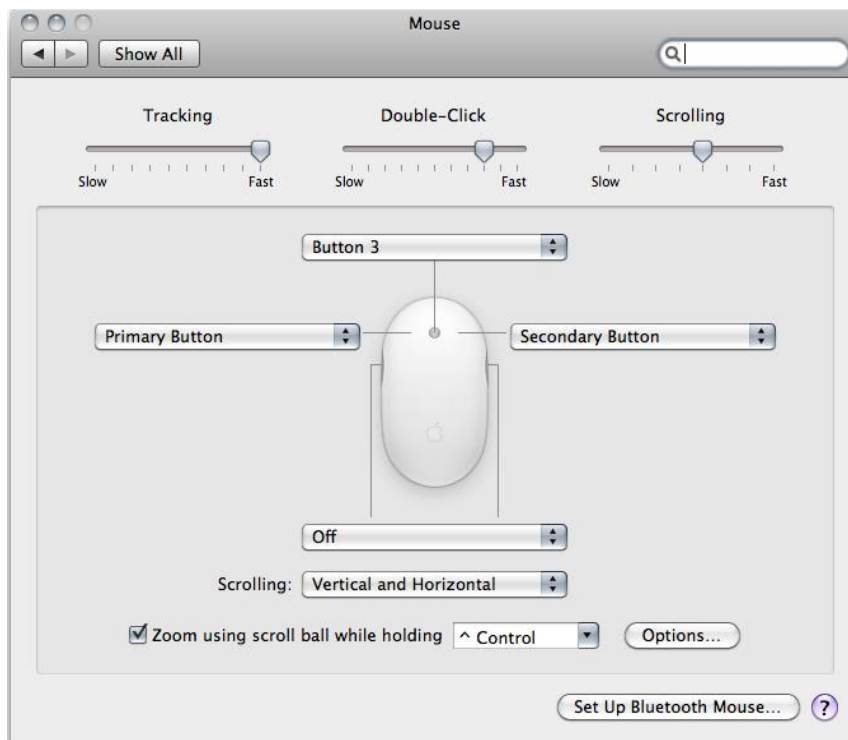 Mouse
Show All
Tracking Double-Click Scrolling
Slow Fast Slow Fast Slow Fast
Button 3
Primary Button Secondary Button
Off
Scrolling: Vertical and Horizontal
Zoom using scroll ball while holding ^ Control Options...
Set Up Bluetooth Mouse... ?